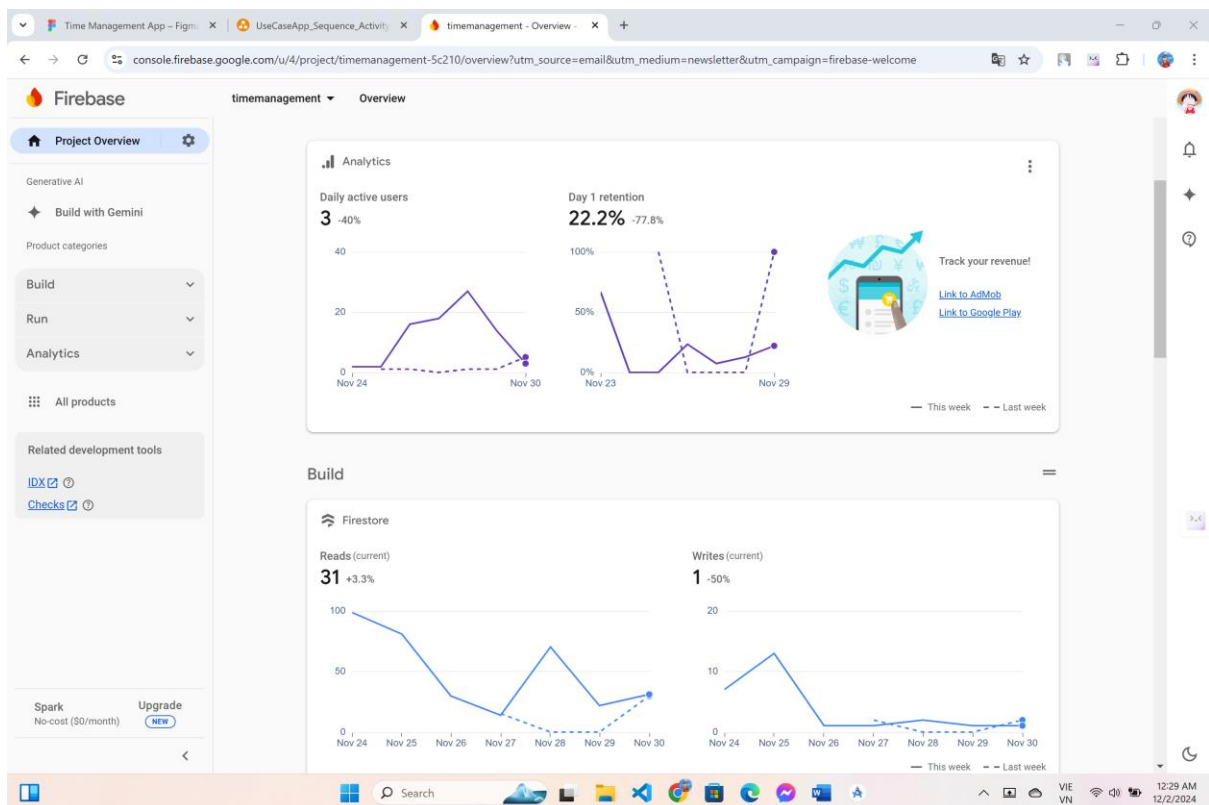 Time Management App – Figm
UseCaseApp_Sequence_Activity
timemanagement - Overview -
console.firebase.google.com/u/4/project/timemanagement-5c210/overview?utm_source=email&utm_medium=newsletter&utm_campaign=firebase-welcome
Firebase
timemanagement
Overview
Project Overview
Generative AI
Build with Gemini
Product categories
Build
Run
Analytics
All products
Related development tools
IDX
Checks
Spark
No-cost ($0/month)
Upgrade
NEW
Analytics
Daily active users
3 -40%
40
20
0
Nov 24
Nov 30
Day 1 retention
22.2% -77.8%
100%
50%
0%
Nov 23
Nov 29
Track your revenue!
Link to AdMob
Link to Google Play
This week
Last week
Build
Firestore
Reads (current)
31 +3.3%
100
50
0
Nov 24 Nov 25 Nov 26 Nov 27 Nov 28 Nov 29 Nov 30
Writes (current)
1 -50%
20
10
0
Nov 24 Nov 25 Nov 26 Nov 27 Nov 28 Nov 29 Nov 30
This week
Last week
Search
VIE
VN
12:29 AM
12/2/2024